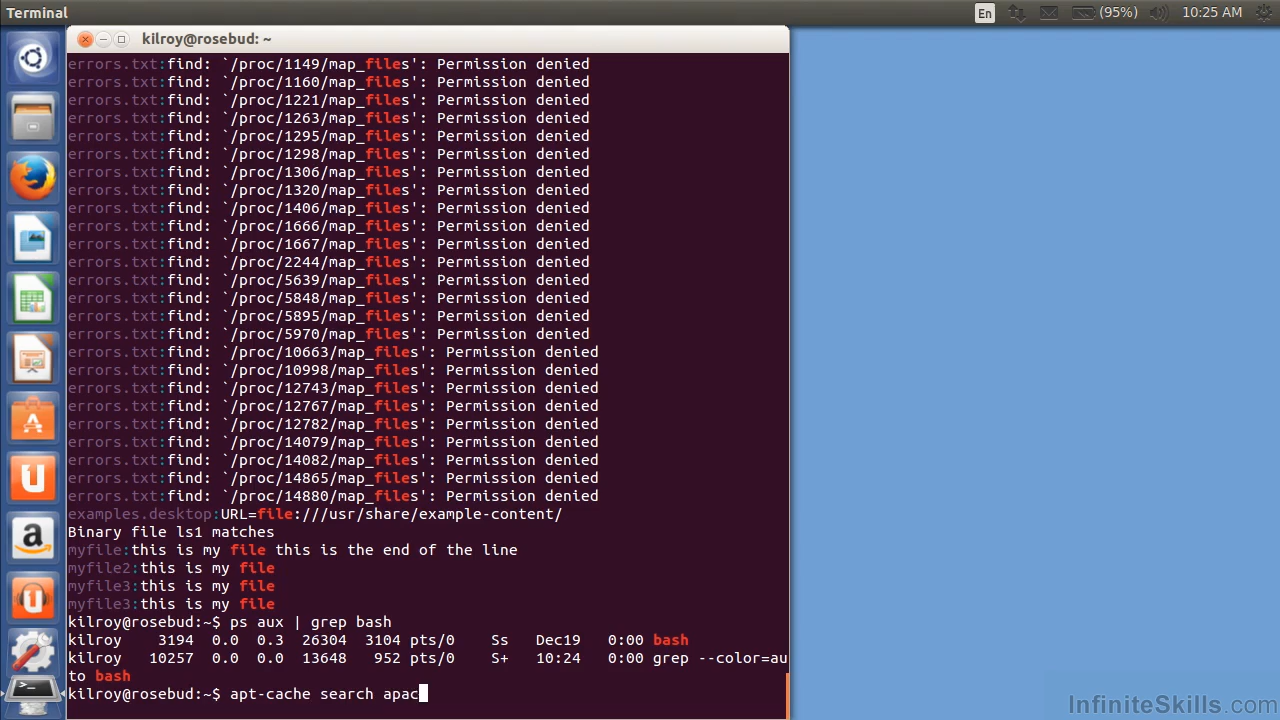 Terminal
En
(95%)
10:25 AM
kilroy@rosebud: ~
errors.txt:find: `/proc/1149/map_files': Permission denied
errors.txt:find: `/proc/1160/map_files': Permission denied
errors.txt:find: `/proc/1221/map_files': Permission denied
errors.txt:find: `/proc/1263/map_files': Permission denied
errors.txt:find: `/proc/1295/map_files': Permission denied
errors.txt:find: `/proc/1298/map_files': Permission denied
errors.txt:find: `/proc/1306/map_files': Permission denied
errors.txt:find: `/proc/1320/map_files': Permission denied
errors.txt:find: `/proc/1406/map_files': Permission denied
errors.txt:find: `/proc/1666/map_files': Permission denied
errors.txt:find: `/proc/1667/map_files': Permission denied
errors.txt:find: `/proc/2244/map_files': Permission denied
errors.txt:find: `/proc/5639/map_files': Permission denied
errors.txt:find: `/proc/5848/map_files': Permission denied
errors.txt:find: `/proc/5895/map_files': Permission denied
errors.txt:find: `/proc/5970/map_files': Permission denied
errors.txt:find: `/proc/10663/map_files': Permission denied
errors.txt:find: `/proc/10998/map_files': Permission denied
errors.txt:find: `/proc/12743/map_files': Permission denied
errors.txt:find: `/proc/12767/map_files': Permission denied
errors.txt:find: `/proc/12782/map_files': Permission denied
errors.txt:find: `/proc/14079/map_files': Permission denied
errors.txt:find: `/proc/14082/map_files': Permission denied
errors.txt:find: `/proc/14865/map_files': Permission denied
errors.txt:find: `/proc/14880/map_files': Permission denied
examples.desktop:URL=file:///usr/share/example-content/
Binary file ls1 matches
myfile:this is my file this is the end of the line
myfile2:this is my file
myfile3:this is my file
myfile3:this is my file
kilroy@rosebud:~$ ps aux | grep bash
kilroy    3194  0.0  0.3  26304  3104 pts/0    Ss   Dec19   0:00 bash
kilroy   10257  0.0  0.0  13648   952 pts/0    S+   10:24   0:00 grep --color=au
to bash
kilroy@rosebud:~$ apt-cache search apac
InfiniteSkills.com